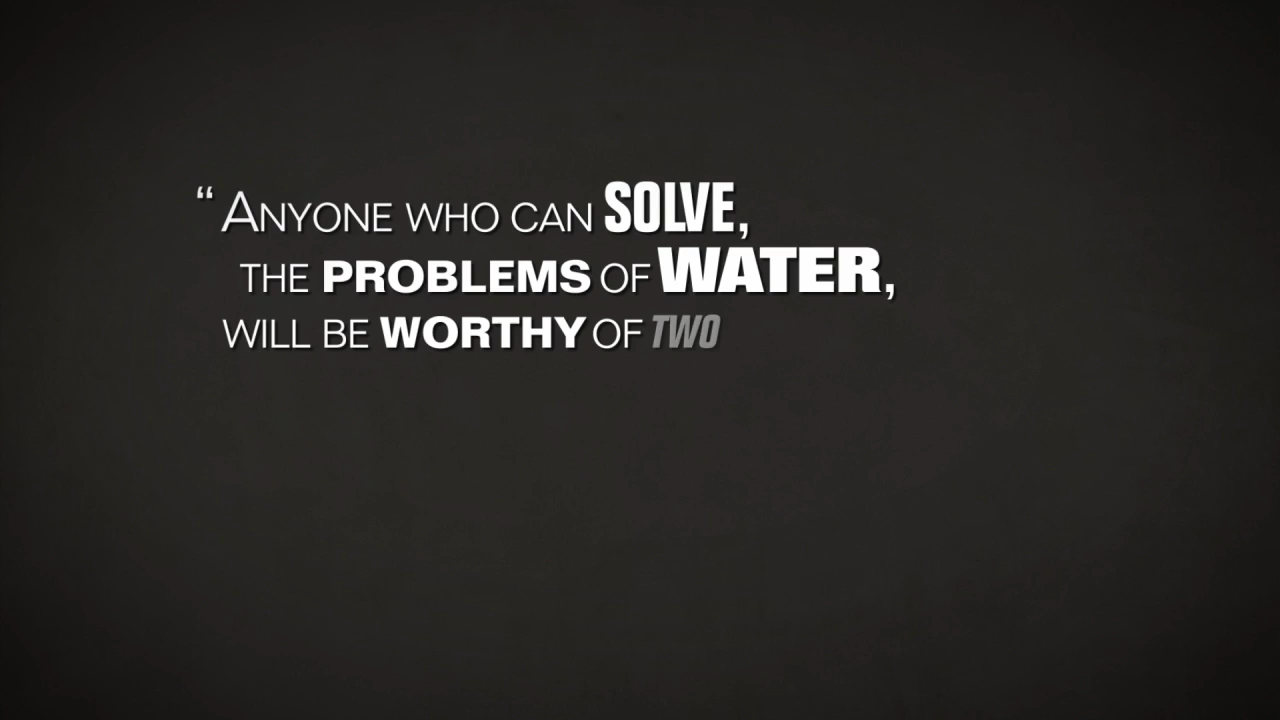 “ ANYONE WHO CAN SOLVE,
THE PROBLEMS OF WATER,
WILL BE WORTHY OF TWO